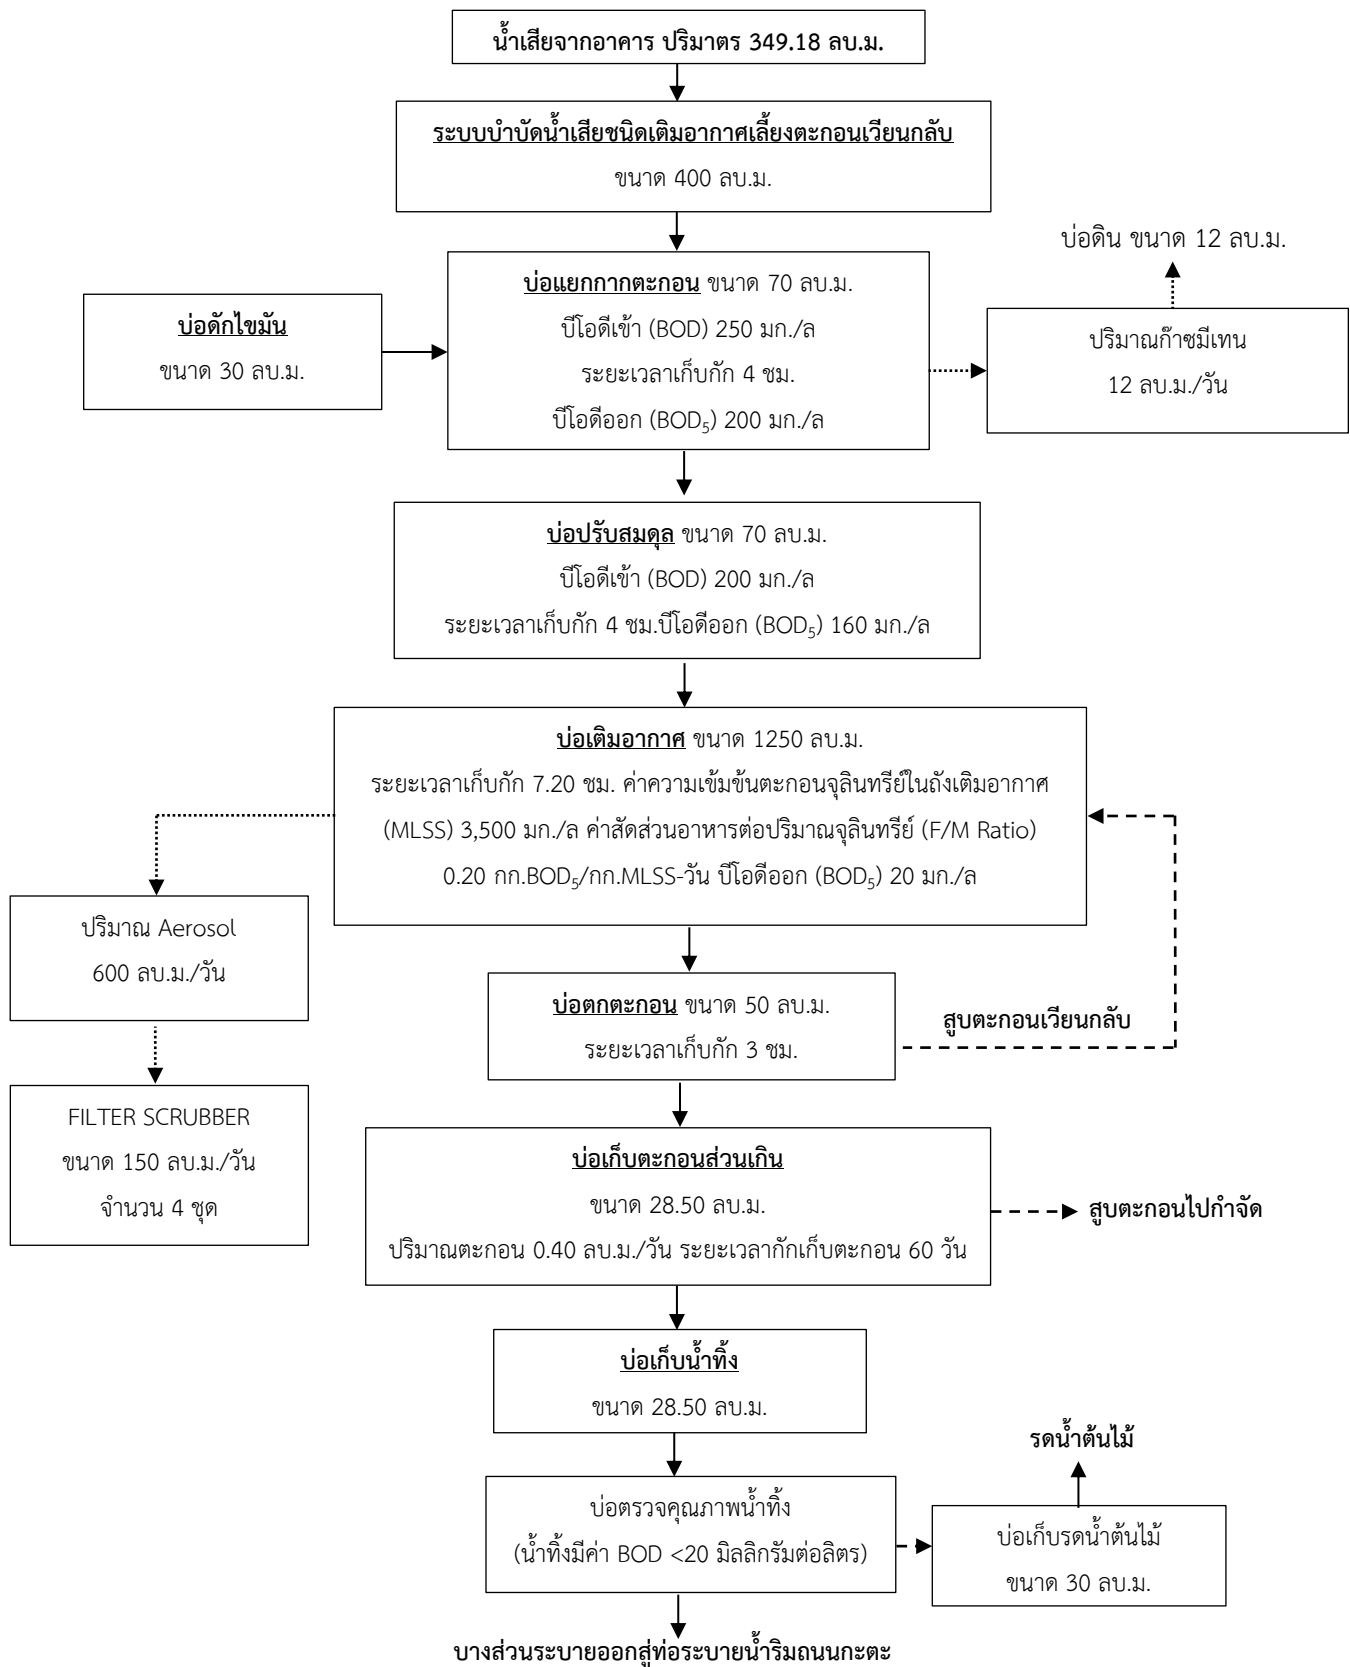 น้ำเสียจากอาคาร ปริมาตร 349.18 ลบ.ม.
ระบบบำบัดน้ำเสียชนิดเติมอากาศเลี้ยงตะกอนเวียนกลับ
ขนาด 400 ลบ.ม.
บ่อดิน ขนาด 12 ลบ.ม.
บ่อแยกกากตะกอน ขนาด 70 ลบ.ม.
บีโอดีเข้า (BOD) 250 มก./ล
ระยะเวลาเก็บกัก 4 ชม.
บีโอดีออก (BOD₅) 200 มก./ล
บ่อดักไขมัน
ขนาด 30 ลบ.ม.
ปริมาณก๊าซมีเทน
12 ลบ.ม./วัน
บ่อปรับสมดุล ขนาด 70 ลบ.ม.
บีโอดีเข้า (BOD) 200 มก./ล
ระยะเวลาเก็บกัก 4 ชม.บีโอดีออก (BOD₅) 160 มก./ล
บ่อเติมอากาศ ขนาด 1250 ลบ.ม.
ระยะเวลาเก็บกัก 7.20 ชม. ค่าความเข้มข้นตะกอนจุลินทรีย์ในถังเติมอากาศ
(MLSS) 3,500 มก./ล ค่าสัดส่วนอาหารต่อปริมาณจุลินทรีย์ (F/M Ratio)
0.20 กก.BOD₅/กก.MLSS-วัน บีโอดีออก (BOD₅) 20 มก./ล
ปริมาณ Aerosol
600 ลบ.ม./วัน
บ่อตกตะกอน ขนาด 50 ลบ.ม.
ระยะเวลาเก็บกัก 3 ชม.
สูบตะกอนเวียนกลับ
FILTER SCRUBBER
ขนาด 150 ลบ.ม./วัน
จำนวน 4 ชุด
บ่อเก็บตะกอนส่วนเกิน
ขนาด 28.50 ลบ.ม.
ปริมาณตะกอน 0.40 ลบ.ม./วัน ระยะเวลากักเก็บตะกอน 60 วัน
สูบตะกอนไปกำจัด
บ่อเก็บน้ำทิ้ง
ขนาด 28.50 ลบ.ม.
รดน้ำต้นไม้
บ่อตรวจคุณภาพน้ำทิ้ง
(น้ำทิ้งมีค่า BOD <20 มิลลิกรัมต่อลิตร)
บ่อเก็บรดน้ำต้นไม้
ขนาด 30 ลบ.ม.
บางส่วนระบายออกสู่ท่อระบายน้ำริมถนนกะตะ